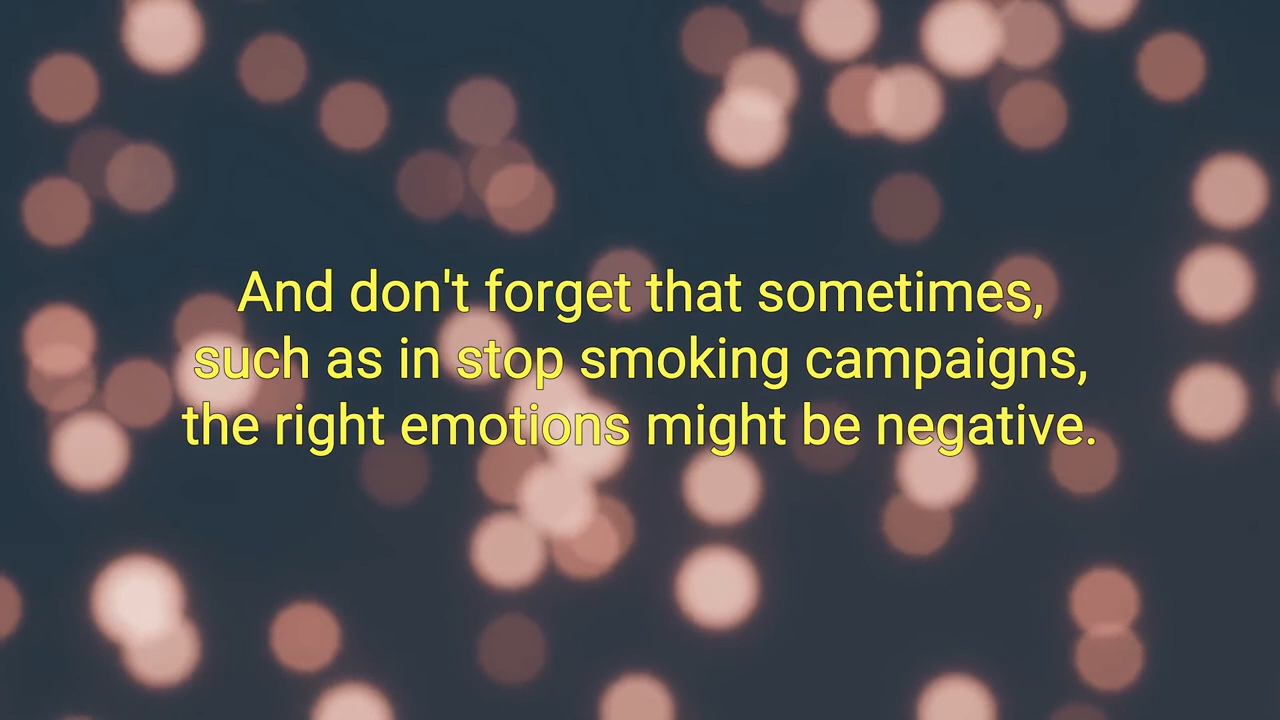 And don't forget that sometimes,
such as in stop smoking campaigns,
the right emotions might be negative.